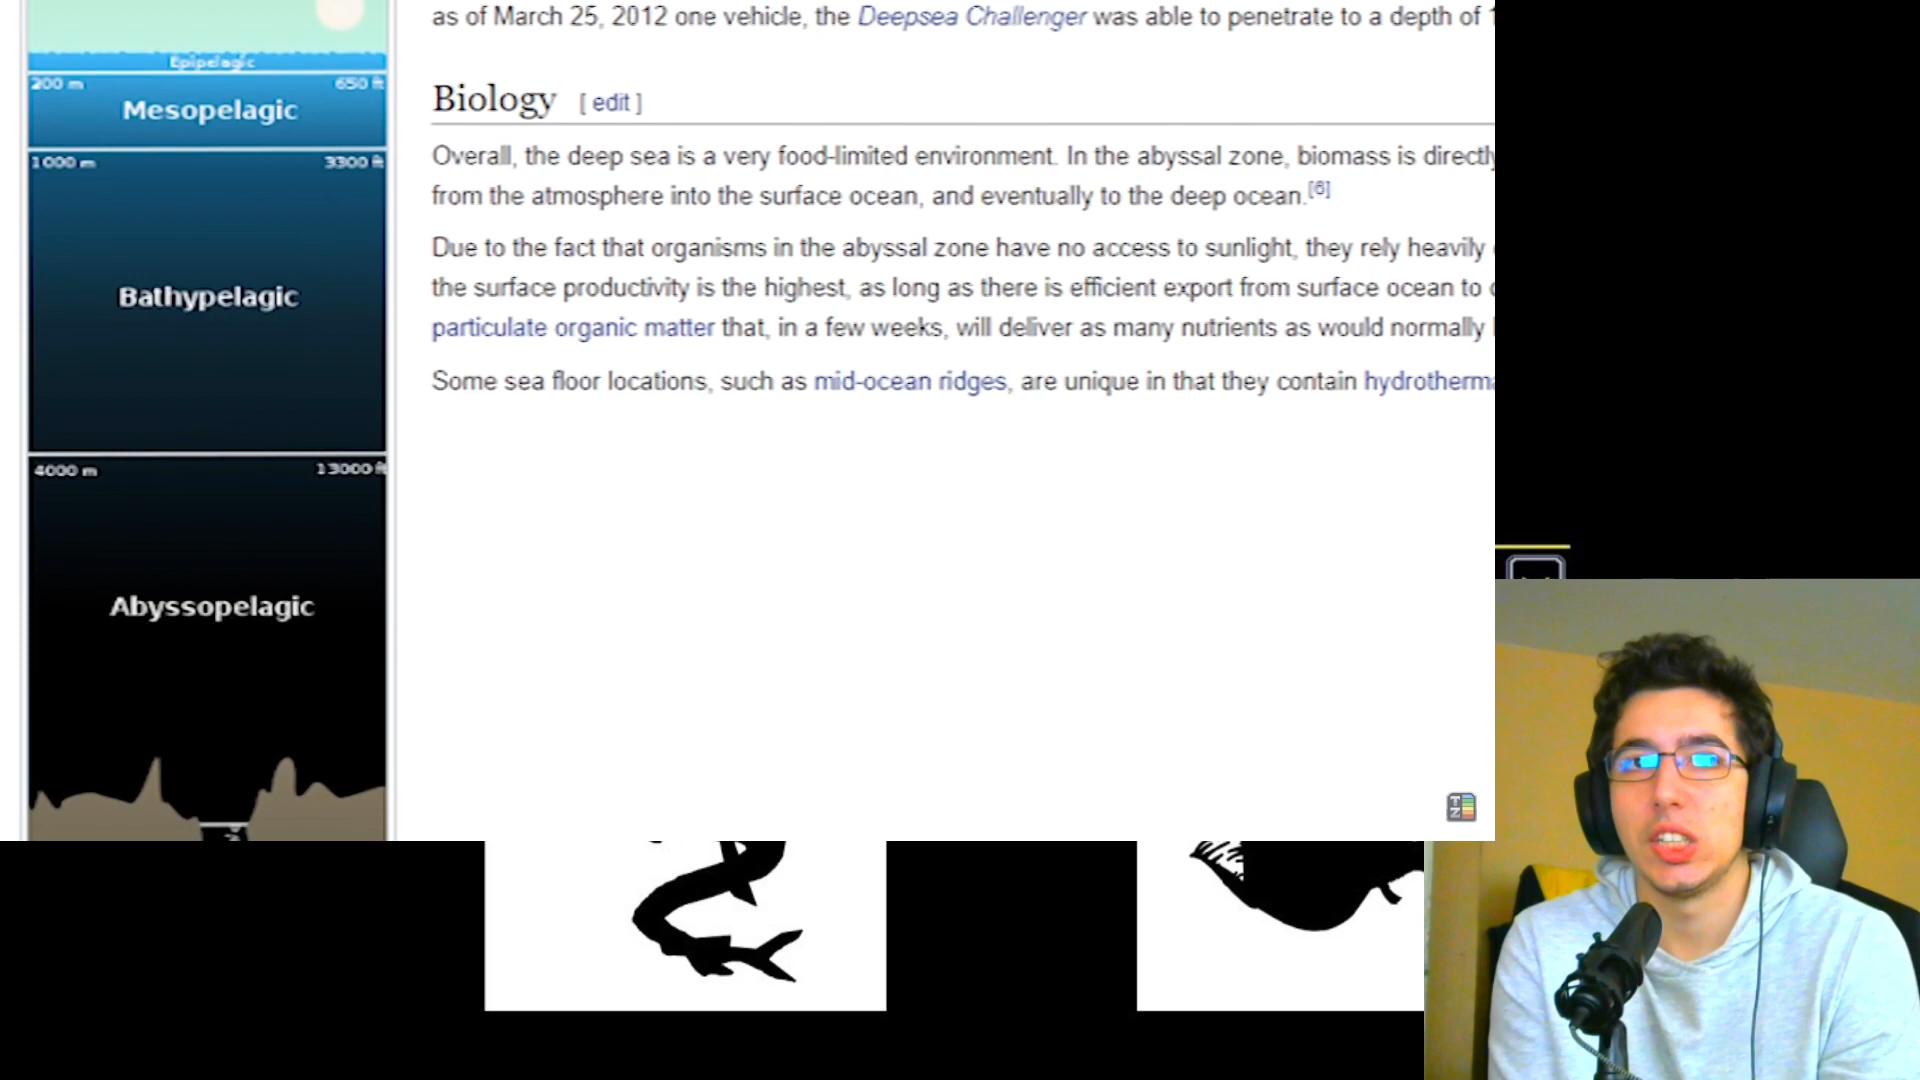 Epipelagic
200 m 650 ft
Mesopelagic
1000 m 3300 ft
Bathypelagic
4000 m 13000 ft
Abyssopelagic
as of March 25, 2012 one vehicle, the Deepsea Challenger was able to penetrate to a depth of
Biology [ edit ]
Overall, the deep sea is a very food-limited environment. In the abyssal zone, biomass is directly
from the atmosphere into the surface ocean, and eventually to the deep ocean.[6]
Due to the fact that organisms in the abyssal zone have no access to sunlight, they rely heavily
the surface productivity is the highest, as long as there is efficient export from surface ocean to
particulate organic matter that, in a few weeks, will deliver as many nutrients as would normally
Some sea floor locations, such as mid-ocean ridges, are unique in that they contain hydrotherm